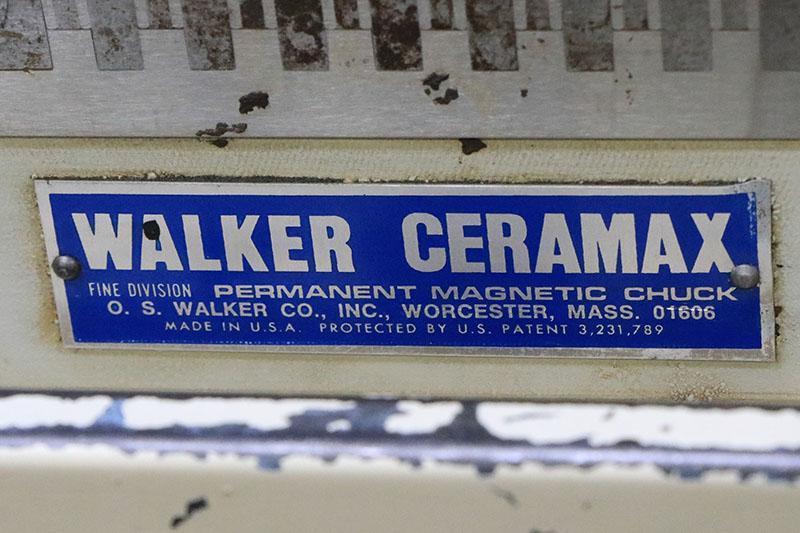 WALKER CERAMAX
FINE DIVISION PERMANENT MAGNETIC CHUCK
O. S. WALKER CO., INC., WORCESTER, MASS. 01606
MADE IN U.S.A. PROTECTED BY U.S. PATENT 3,231,789